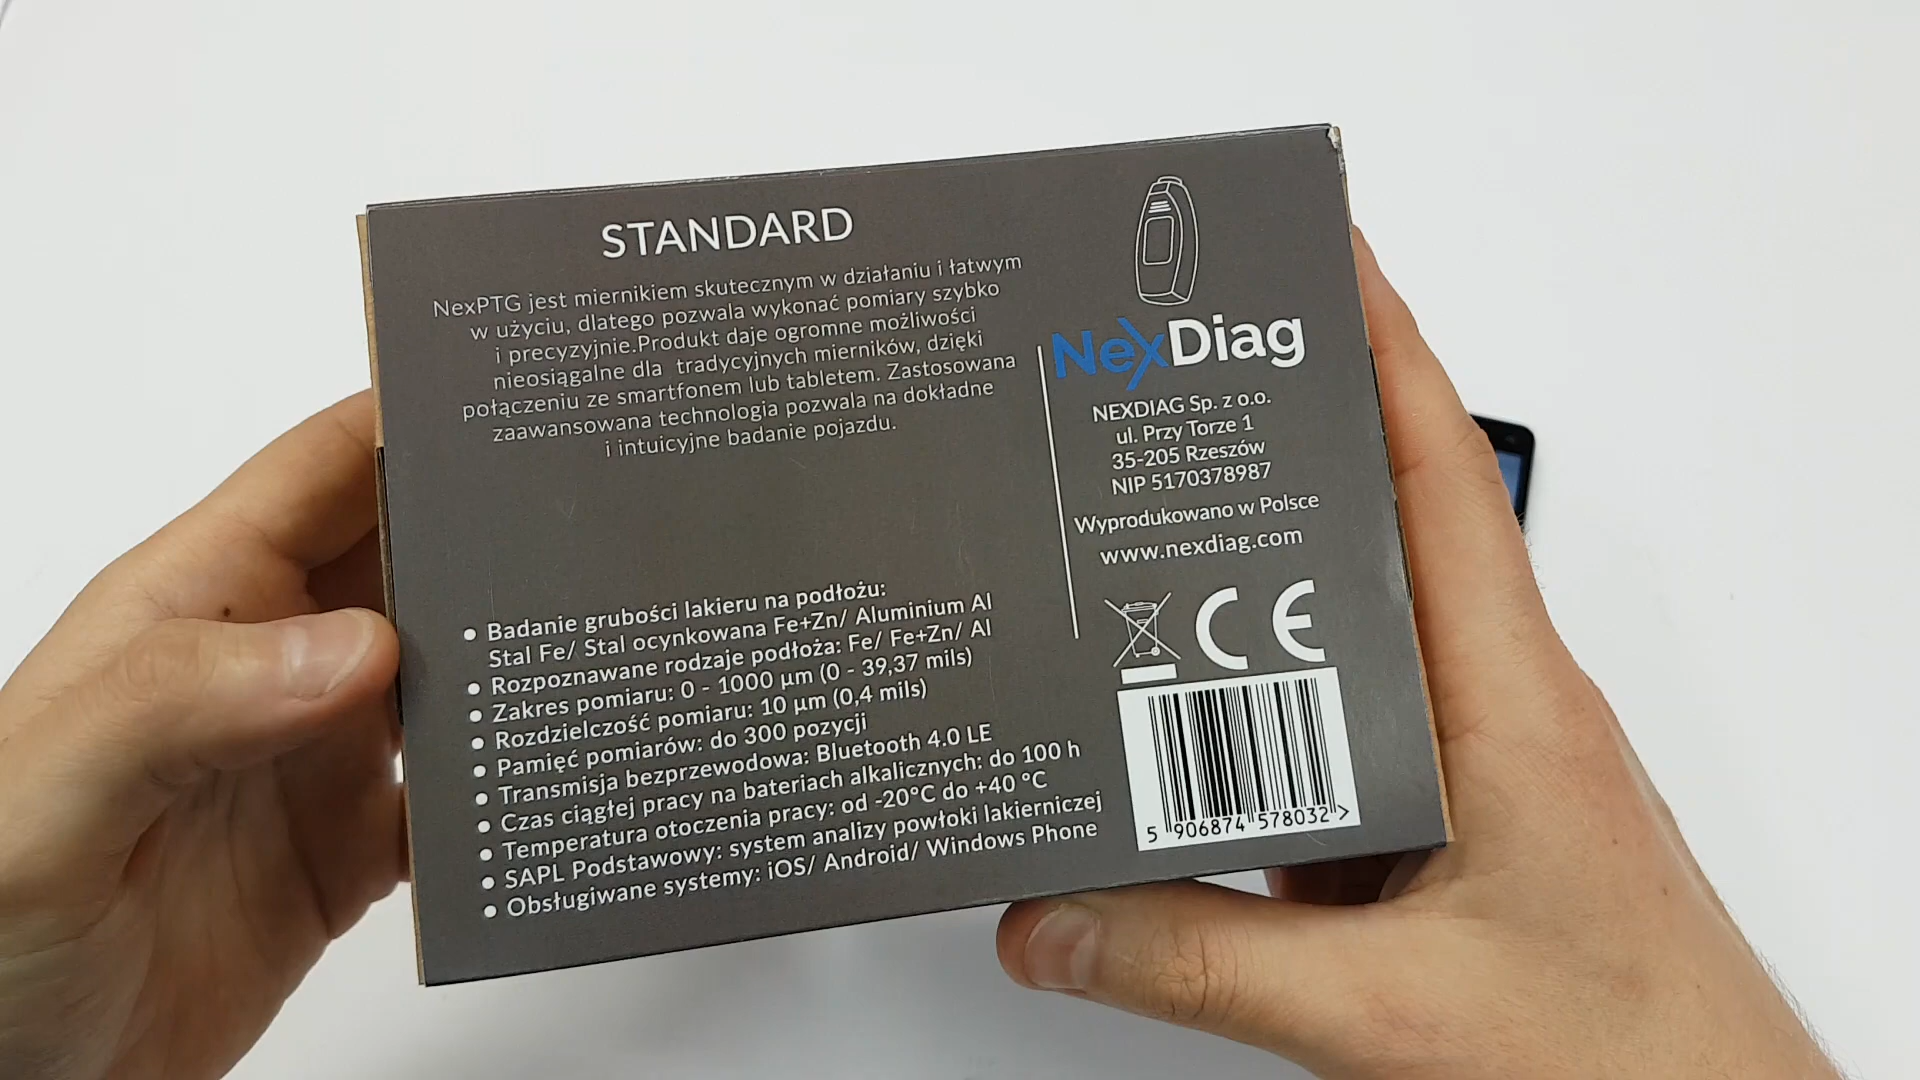 STANDARD
NexPTG jest miernikiem skutecznym w działaniu i łatwym
w użyciu, dlatego pozwala wykonać pomiary szybko
i precyzyjnie.Produkt daje ogromne możliwości
nieosiągalne dla tradycyjnych mierników, dzięki
połączeniu ze smartfonem lub tabletem. Zastosowana
zaawansowana technologia pozwala na dokładne
i intuicyjne badanie pojazdu.
• Badanie grubości lakieru na podłożu:
Stal Fe/ Stal ocynkowana Fe+Zn/ Aluminium Al
• Rozpoznawane rodzaje podłoża: Fe/ Fe+Zn/ Al
• Zakres pomiaru: 0 - 1000 µm (0 - 39,37 mils)
• Rozdzielczość pomiaru: 10 µm (0,4 mils)
• Pamięć pomiarów: do 300 pozycji
• Transmisja bezprzewodowa: Bluetooth 4.0 LE
• Czas ciągłej pracy na bateriach alkalicznych: do 100 h
• Temperatura otoczenia pracy: od -20°C do +40 °C
• SAPL Podstawowy: system analizy powłoki lakierniczej
• Obsługiwane systemy: iOS/ Android/ Windows Phone
NexDiag
NEXDIAG Sp. z o.o.
ul. Przy Torze 1
35-205 Rzeszów
NIP 5170378987
Wyprodukowano w Polsce
www.nexdiag.com
CE
5 906874 578032 >